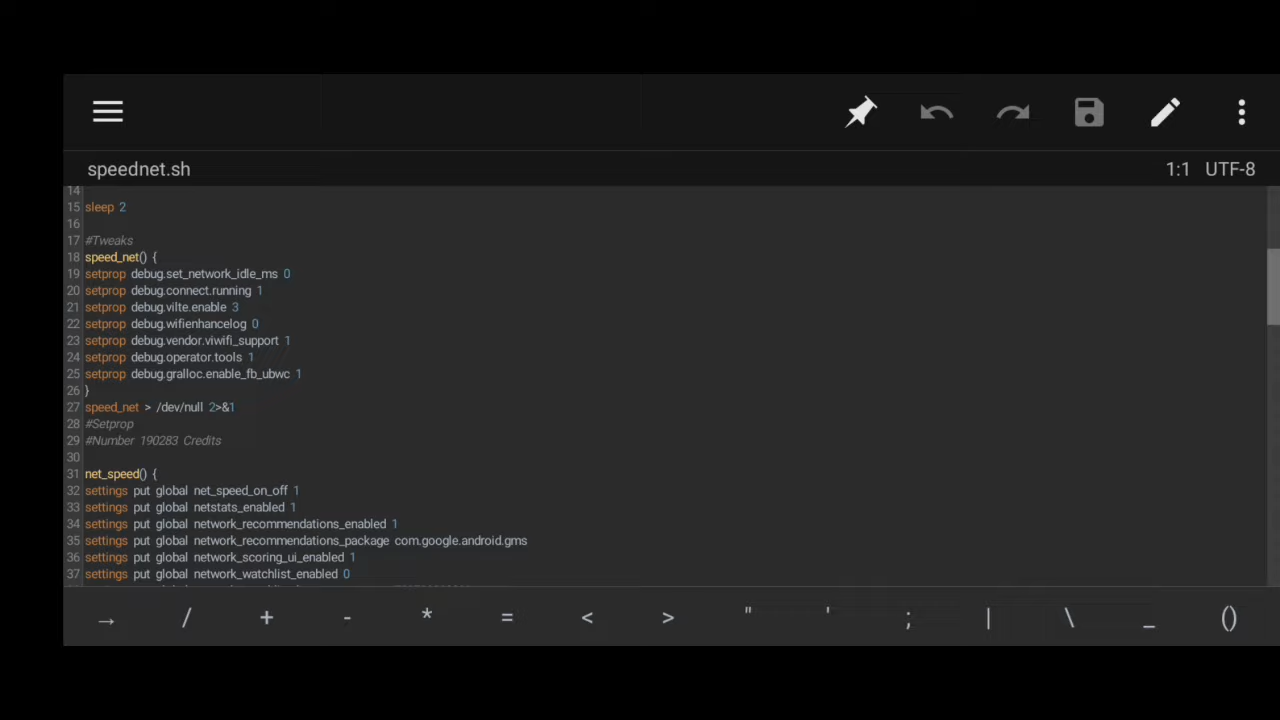 speednet.sh 1:1 UTF-8
14
15 sleep 2
16
17 #Tweaks
18 speed_net() {
19 setprop debug.set_network_idle_ms 0
20 setprop debug.connect.running 1
21 setprop debug.vilte.enable 3
22 setprop debug.wifienhancelog 0
23 setprop debug.vendor.viwifi_support 1
24 setprop debug.operator.tools 1
25 setprop debug.gralloc.enable_fb_ubwc 1
26 }
27 speed_net > /dev/null 2>&1
28 #Setprop
29 #Number 190283 Credits
30
31 net_speed() {
32 settings put global net_speed_on_off 1
33 settings put global netstats_enabled 1
34 settings put global network_recommendations_enabled 1
35 settings put global network_recommendations_package com.google.android.gms
36 settings put global network_scoring_ui_enabled 1
37 settings put global network_watchlist_enabled 0
→ / + - * = < > " ' ; | \ _ ()